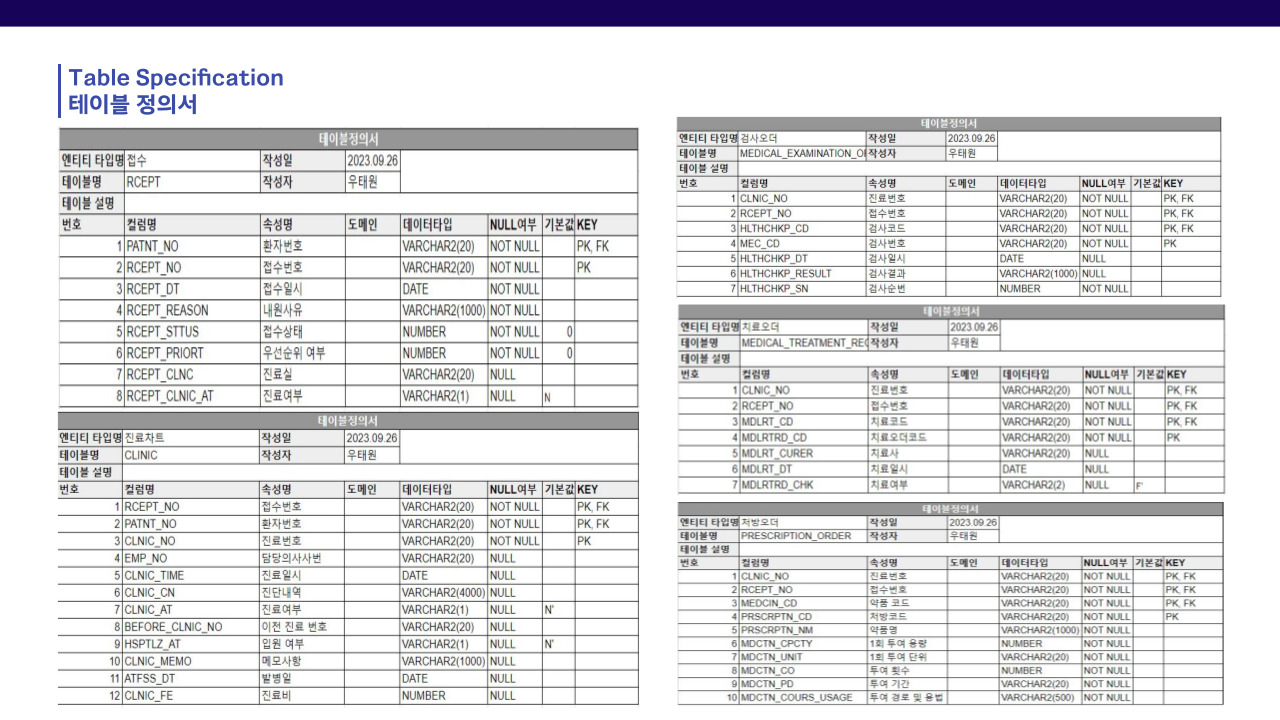 Table Specification
테이블 정의서
테이블정의서
엔티티 타입명 접수 작성일 2023.09.26
테이블명 RCEPT 작성자 우태원
테이블 설명
번호 컬럼명 속성명 도메인 데이터타입 NULL여부 기본값 KEY
1 PATNT_NO 환자번호 VARCHAR2(20) NOT NULL PK, FK
2 RCEPT_NO 접수번호 VARCHAR2(20) NOT NULL PK
3 RCEPT_DT 접수일시 DATE NOT NULL
4 RCEPT_REASON 내원사유 VARCHAR2(1000) NOT NULL
5 RCEPT_STTUS 접수상태 NUMBER NOT NULL 0
6 RCEPT_PRIORT 우선순위 여부 NUMBER NOT NULL 0
7 RCEPT_CLNC 진료실 VARCHAR2(20) NULL
8 RCEPT_CLNIC_AT 진료여부 VARCHAR2(1) NULL N
테이블정의서
엔티티 타입명 진료차트 작성일 2023.09.26
테이블명 CLINIC 작성자 우태원
테이블 설명
번호 컬럼명 속성명 도메인 데이터타입 NULL여부 기본값 KEY
1 RCEPT_NO 접수번호 VARCHAR2(20) NOT NULL PK, FK
2 PATNT_NO 환자번호 VARCHAR2(20) NOT NULL PK, FK
3 CLNIC_NO 진료번호 VARCHAR2(20) NOT NULL PK
4 EMP_NO 담당의사사번 VARCHAR2(20) NULL
5 CLNIC_TIME 진료일시 DATE NULL
6 CLNIC_CN 진단내역 VARCHAR2(4000) NULL
7 CLNIC_AT 진료여부 VARCHAR2(1) NULL N'
8 BEFORE_CLNIC_NO 이전 진료 번호 VARCHAR2(20) NULL
9 HSPTLZ_AT 입원 여부 VARCHAR2(1) NULL N'
10 CLNIC_MEMO 메모사항 VARCHAR2(1000) NULL
11 ATFSS_DT 발병일 DATE NULL
12 CLNIC_FE 진료비 NUMBER NULL
테이블정의서
엔티티 타입명 검사오더 작성일 2023.09.26
테이블명 MEDICAL_EXAMINATION_OI 작성자 우태원
테이블 설명
번호 컬럼명 속성명 도메인 데이터타입 NULL여부 기본값 KEY
1 CLNIC_NO 진료번호 VARCHAR2(20) NOT NULL PK, FK
2 RCEPT_NO 접수번호 VARCHAR2(20) NOT NULL PK, FK
3 HLTHCHKP_CD 검사코드 VARCHAR2(20) NOT NULL PK, FK
4 MEC_CD 검사번호 VARCHAR2(20) NOT NULL PK
5 HLTHCHKP_DT 검사일시 DATE NULL
6 HLTHCHKP_RESULT 검사결과 VARCHAR2(1000) NULL
7 HLTHCHKP_SN 검사순번 NUMBER NOT NULL
테이블정의서
엔티티 타입명 치료오더 작성일 2023.09.26
테이블명 MEDICAL_TREATMENT_REC 작성자 우태원
테이블 설명
번호 컬럼명 속성명 도메인 데이터타입 NULL여부 기본값 KEY
1 CLNIC_NO 진료번호 VARCHAR2(20) NOT NULL PK, FK
2 RCEPT_NO 접수번호 VARCHAR2(20) NOT NULL PK, FK
3 MDLRT_CD 치료코드 VARCHAR2(20) NOT NULL PK, FK
4 MDLRTRD_CD 치료오더코드 VARCHAR2(20) NOT NULL PK
5 MDLRT_CURER 치료사 VARCHAR2(20) NULL
6 MDLRT_DT 치료일시 DATE NULL
7 MDLRTRD_CHK 치료여부 VARCHAR2(2) NULL F'
테이블정의서
엔티티 타입명 저방오더 작성일 2023.09.26
테이블명 PRESCRIPTION_ORDER 작성자 우태원
테이블 설명
번호 컬럼명 속성명 도메인 데이터타입 NULL여부 기본값 KEY
1 CLNIC_NO 진료번호 VARCHAR2(20) NOT NULL PK, FK
2 RCEPT_NO 접수번호 VARCHAR2(20) NOT NULL PK, FK
3 MEDCIN_CD 약품 코드 VARCHAR2(20) NOT NULL PK, FK
4 PRSCRPTN_CD 처방코드 VARCHAR2(20) NOT NULL PK
5 PRSCRPTN_NM 약품명 VARCHAR2(1000) NOT NULL
6 MDCTN_CPCTY 1회 투여 용량 NUMBER NOT NULL
7 MDCTN_UNIT 1회 투여 단위 VARCHAR2(20) NOT NULL
8 MDCTN_CO 투여 횟수 NUMBER NOT NULL
9 MDCTN_PD 투여 기간 VARCHAR2(20) NOT NULL
10 MDCTN_COURS_USAGE 투여 경로 및 용법 VARCHAR2(500) NOT NULL